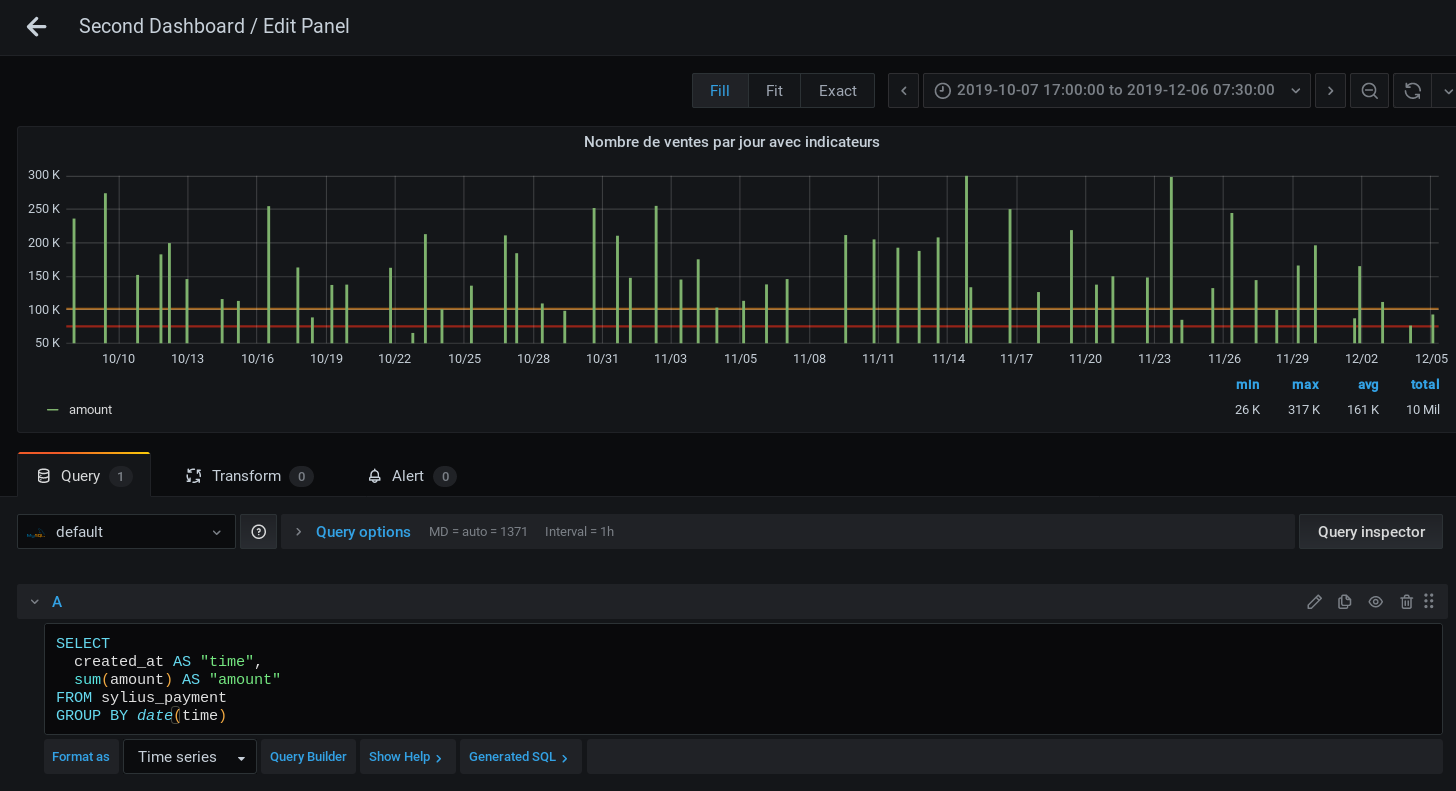 Second Dashboard / Edit Panel
Fill Fit Exact 2019-10-07 17:00:00 to 2019-12-06 07:30:00
Nombre de ventes par jour avec indicateurs
300 K
250 K
200 K
150 K
100 K
50 K
10/10 10/13 10/16 10/19 10/22 10/25 10/28 10/31 11/03 11/05 11/08 11/11 11/14 11/17 11/20 11/23 11/26 11/29 12/02 12/05
min max avg total
amount 26 K 317 K 161 K 10 Mil
Query 1 Transform 0 Alert 0
default Query options MD = auto = 1371 Interval = 1h Query inspector
A
SELECT
created_at AS "time",
sum(amount) AS "amount"
FROM sylius_payment
GROUP BY date(time)
Format as Time series Query Builder Show Help Generated SQL